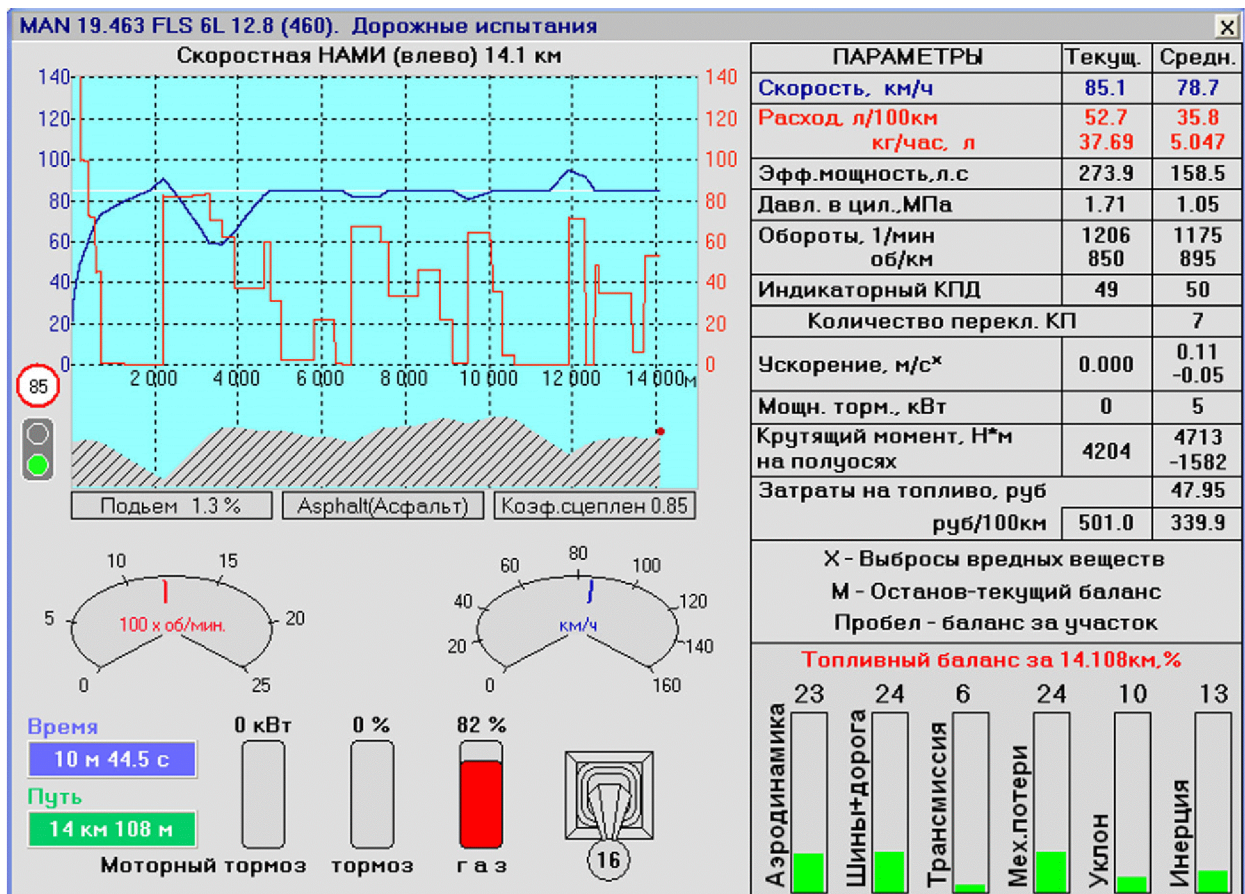 MAN 19.463 FLS 6L 12.8 (460). Дорожные испытания
X
Скоростная НАМИ (влево) 14.1 км
140
120
100
80
60
40
20
0
140
120
100
80
60
40
20
0
2 000 4 000 6 000 8 000 10 000 12 000 14 000м
85
Подьем 1.3 %
Asphalt(Асфальт)
Коэф.сцеплен 0.85
0 5 10 15 20 25
100 x об/мин.
0 20 40 60 80 100 120 140 160
км/ч
Время
10 м 44.5 с
Путь
14 км 108 м
0 кВт 0 % 82 %
Моторный тормоз тормоз газ
16
ПАРАМЕТРЫ Текущ. Средн.
Скорость, км/ч 85.1 78.7
Расход, л/100км 52.7 35.8
кг/час, л 37.69 5.047
Эфф.мощность,л.с 273.9 158.5
Давл. в цил.,МПа 1.71 1.05
Обороты, 1/мин 1206 1175
об/км 850 895
Индикаторный КПД 49 50
Количество перекл. КП 7
Ускорение, м/сˣ 0.000 0.11
-0.05
Мощн. торм., кВт 0 5
Крутящий момент, Н*м 4713
на полуосях 4204 -1582
Затраты на топливо, руб 47.95
руб/100км 501.0 339.9
X - Выбросы вредных веществ
М - Останов-текущий баланс
Пробел - баланс за участок
Топливный баланс за 14.108км,%
23 24 6 24 10 13
Аэродинамика
Шины+дорога
Трансмиссия
Мех.потери
Уклон
Инерция